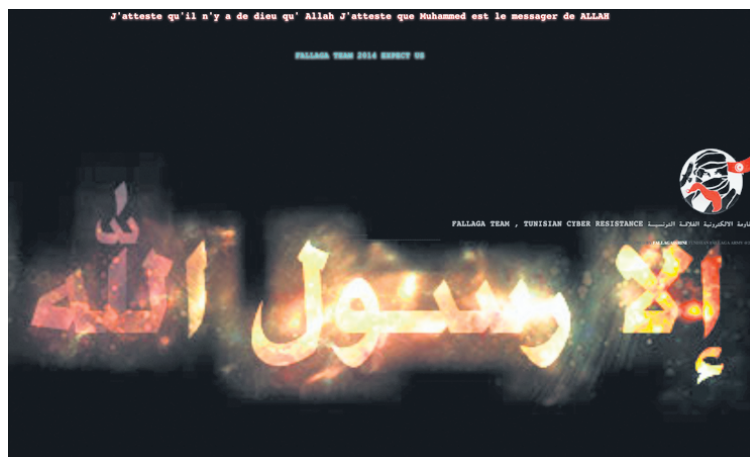 J'atteste qu'il n'y a de dieu qu' Allah J'atteste que Muhammed est le messager de ALLAH
FALLAGA TEAM 2014 EXPECT US
FALLAGA TEAM , TUNISIAN CYBER RESISTANCE الالكترونية الفلاقة التونسية
إلا رسول الله